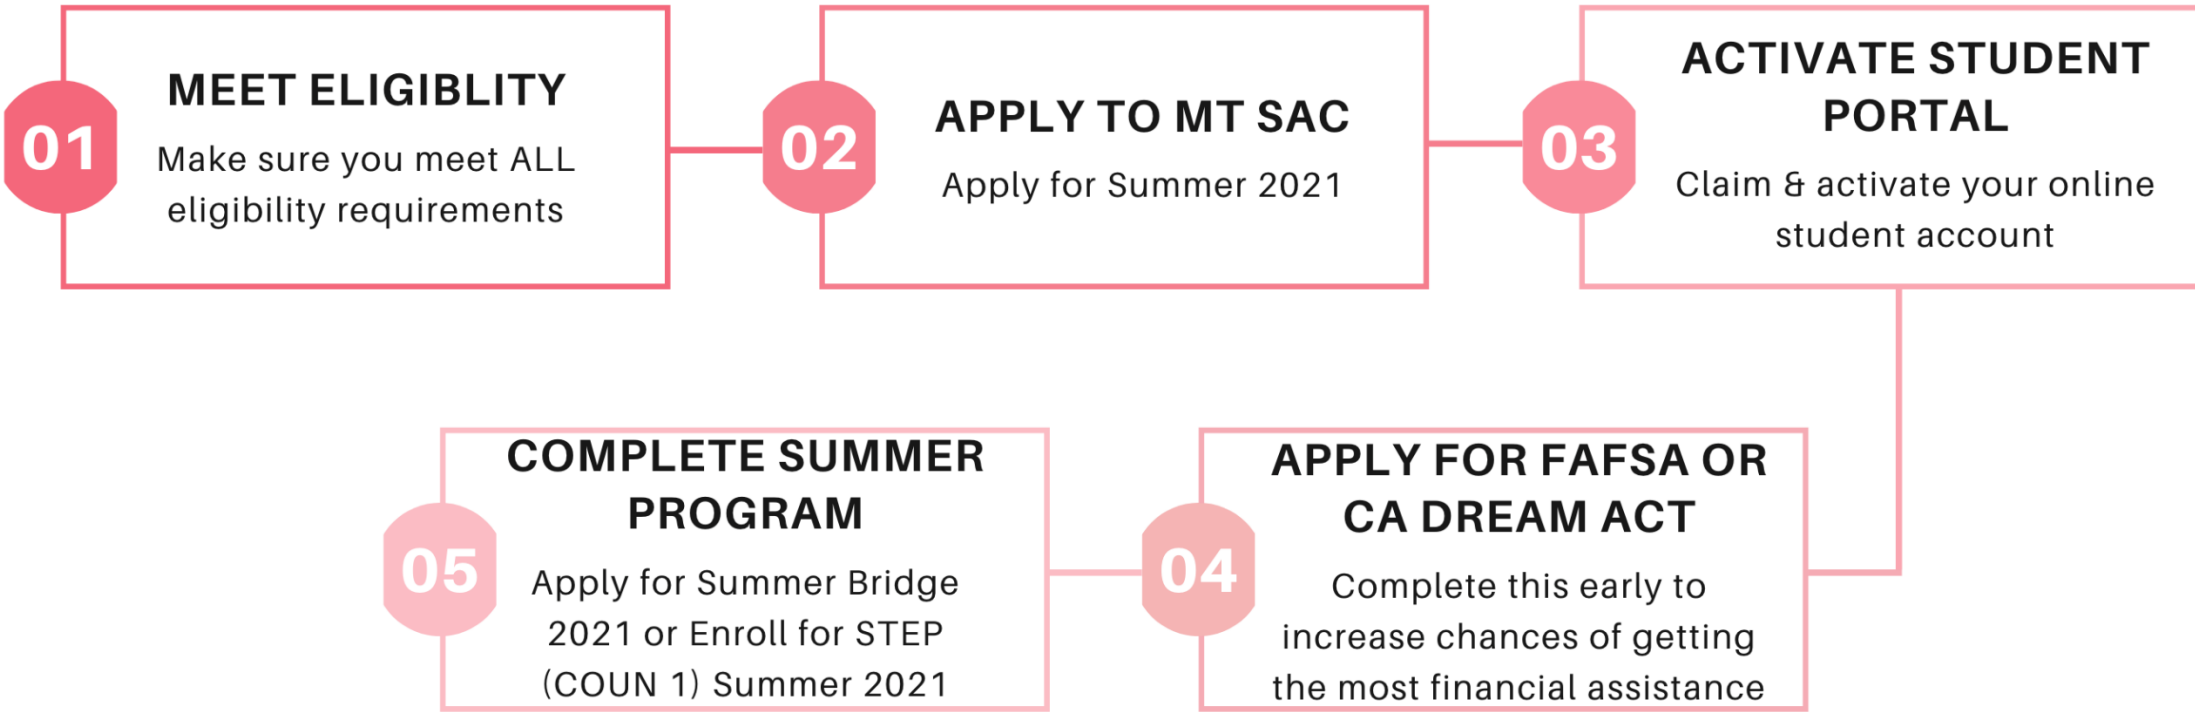 01
MEET ELIGIBLITY
Make sure you meet ALL
eligibility requirements
02
APPLY TO MT SAC
Apply for Summer 2021
03
ACTIVATE STUDENT
PORTAL
Claim & activate your online
student account
04
APPLY FOR FAFSA OR
CA DREAM ACT
Complete this early to
increase chances of getting
the most financial assistance
05
COMPLETE SUMMER
PROGRAM
Apply for Summer Bridge
2021 or Enroll for STEP
(COUN 1) Summer 2021